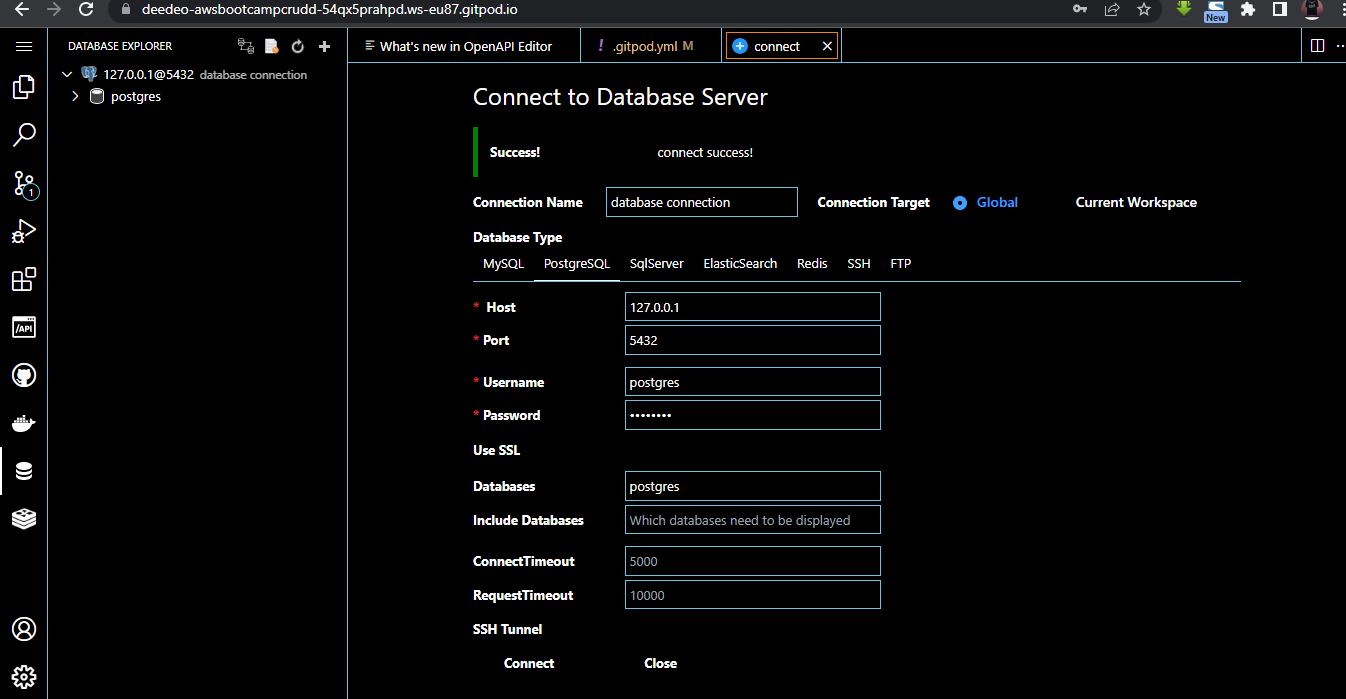 deedeo-awsbootcampcrudd-54qx5prahpd.ws-eu87.gitpod.io
New
DATABASE EXPLORER
What's new in OpenAPI Editor
! .gitpod.yml M
connect
127.0.0.1@5432 database connection
postgres
1
/API
Connect to Database Server
Success! connect success!
Connection Name database connection Connection Target Global Current Workspace
Database Type
MySQL PostgreSQL SqlServer ElasticSearch Redis SSH FTP
* Host 127.0.0.1
* Port 5432
* Username postgres
* Password ••••••••
Use SSL
Databases postgres
Include Databases Which databases need to be displayed
ConnectTimeout 5000
RequestTimeout 10000
SSH Tunnel
Connect Close